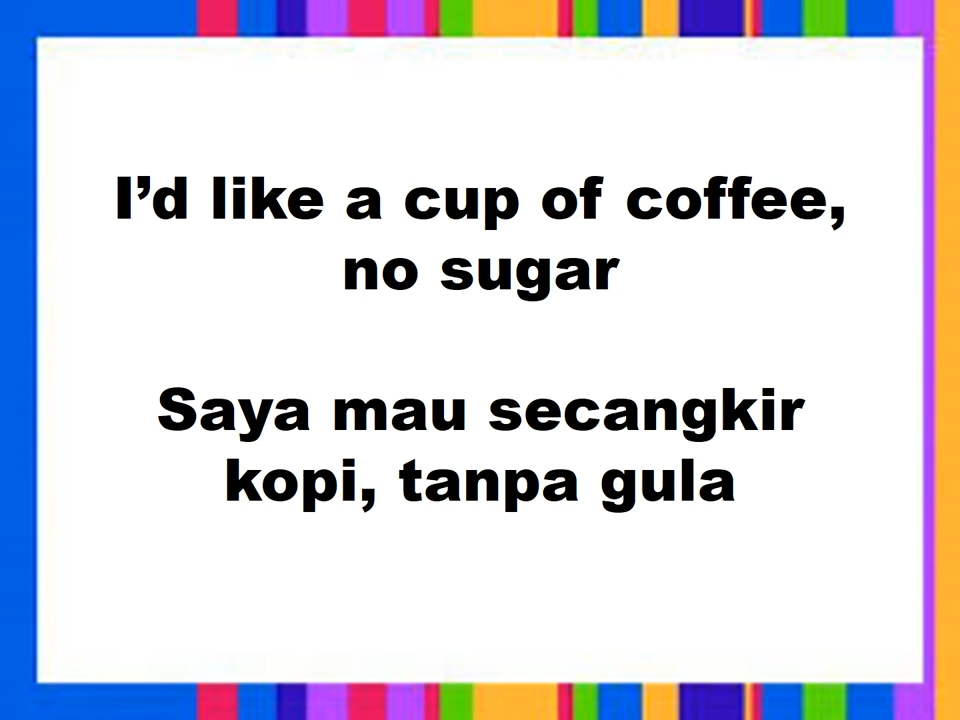 I’d like a cup of coffee,
no sugar
Saya mau secangkir
kopi, tanpa gula